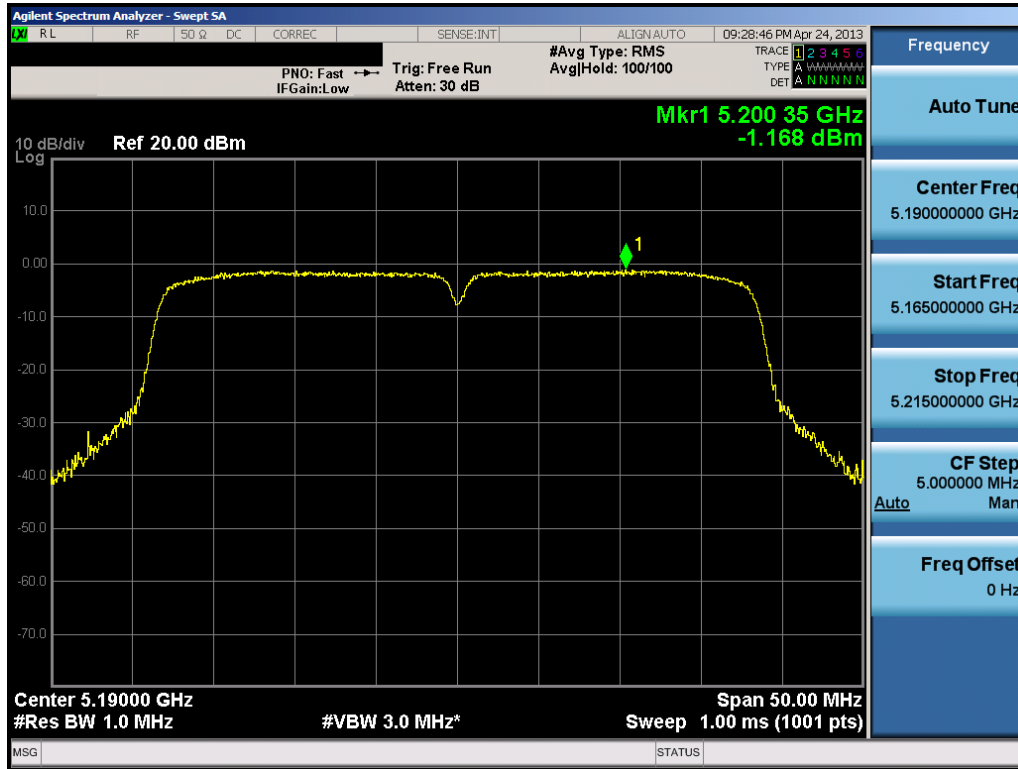 Agilent Spectrum Analyzer - Swept SA
LXI RL RF 50 Ω DC CORREC SENSE:INT ALIGN AUTO 09:28:46 PM Apr 24, 2013
PNO: Fast
IFGain:Low
Trig: Free Run
Atten: 30 dB
#Avg Type: RMS
Avg|Hold: 100/100
TRACE 1 2 3 4 5 6
TYPE A WWWWW
DET A N N N N N
Mkr1 5.200 35 GHz
-1.168 dBm
10 dB/div Ref 20.00 dBm
Log
10.0
0.00
-10.0
-20.0
-30.0
-40.0
-50.0
-60.0
-70.0
1
Center 5.19000 GHz Span 50.00 MHz
#Res BW 1.0 MHz #VBW 3.0 MHz* Sweep 1.00 ms (1001 pts)
MSG STATUS
Frequency
Auto Tune
Center Freq
5.190000000 GHz
Start Freq
5.165000000 GHz
Stop Freq
5.215000000 GHz
CF Step
5.000000 MHz
Auto Man
Freq Offset
0 Hz